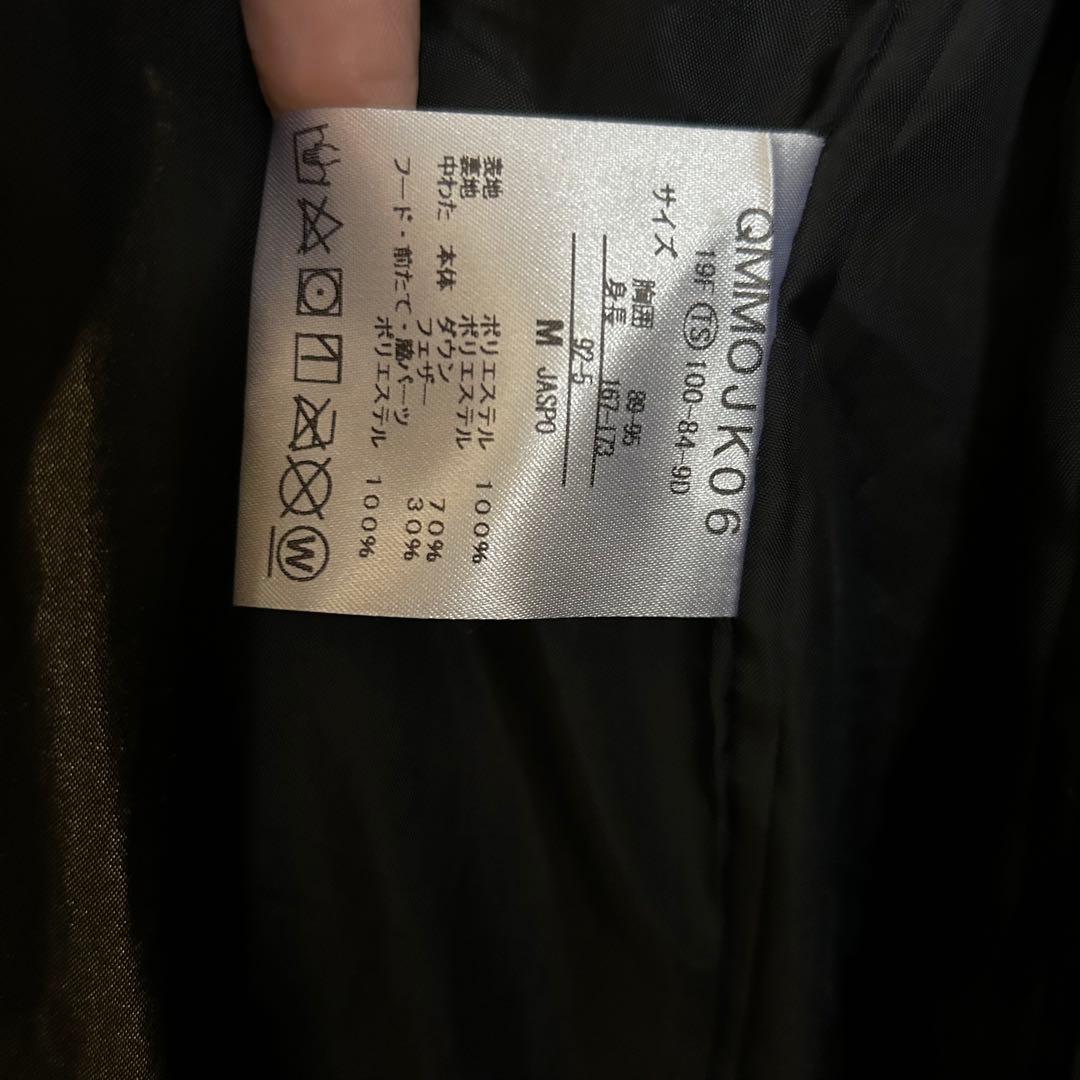 QMMOJK06
19F TS 100-84-90
サイズ
胸囲 89-95
身長 167-173
92-5
M JASPO
表地 ポリエステル 100%
裏地 ポリエステル 100%
中わた 本体 ダウン 70%
フェザー 30%
フード・前たて・脇パーツ
ポリエステル 100%
W